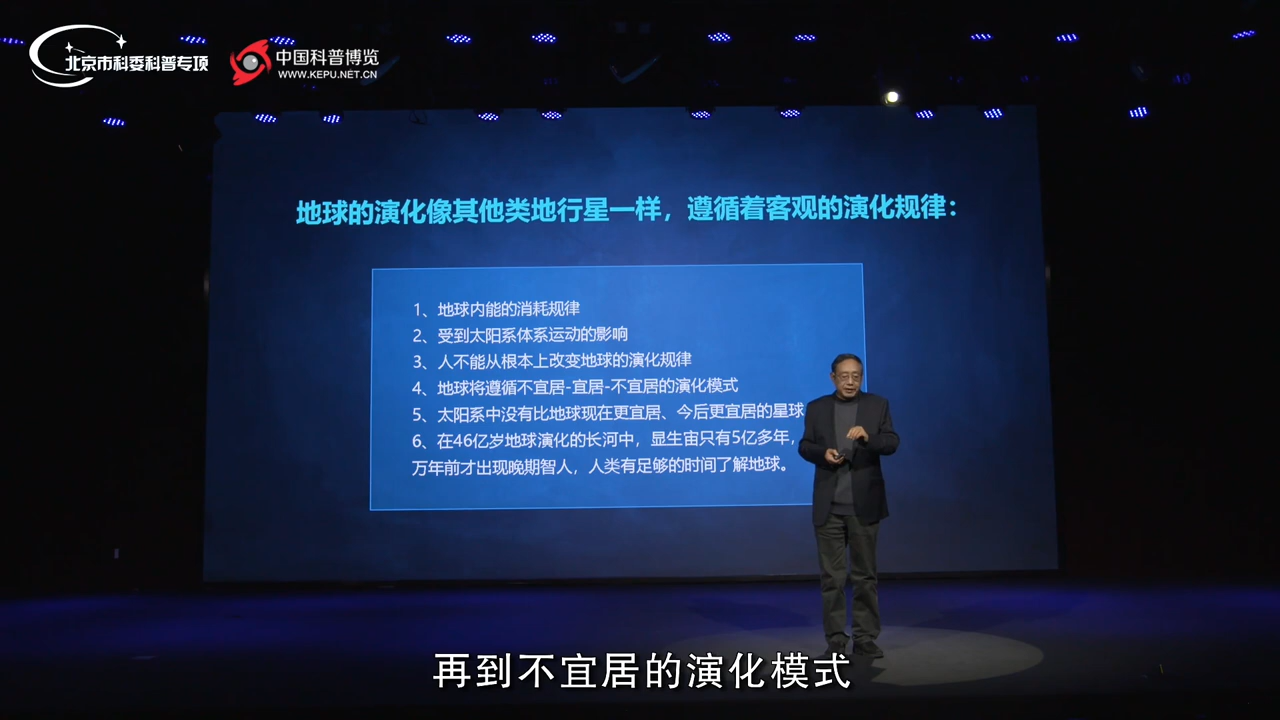 北京市科委科普专项
中国科普博览
WWW.KEPU.NET.CN
地球的演化像其他类地行星一样，遵循着客观的演化规律：
1、地球内能的消耗规律
2、受到太阳系体系运动的影响
3、人不能从根本上改变地球的演化规律
4、地球将遵循不宜居-宜居-不宜居的演化模式
5、太阳系中没有比地球现在更宜居、今后更宜居的星球
6、在46亿岁地球演化的长河中，显生宙只有5亿多年，
万年前才出现晚期智人，人类有足够的时间了解地球。
再到不宜居的演化模式